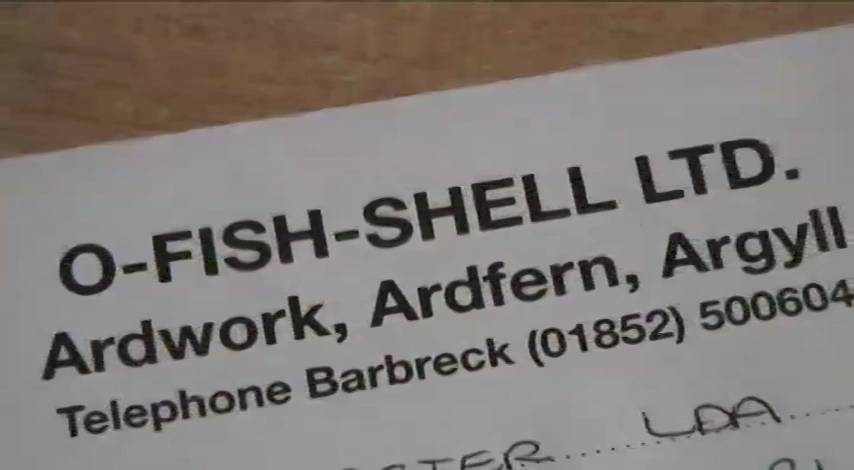 O-FISH-SHELL LTD.
Ardwork, Ardfern, Argyll
Telephone Barbreck (01852) 500604
LDA